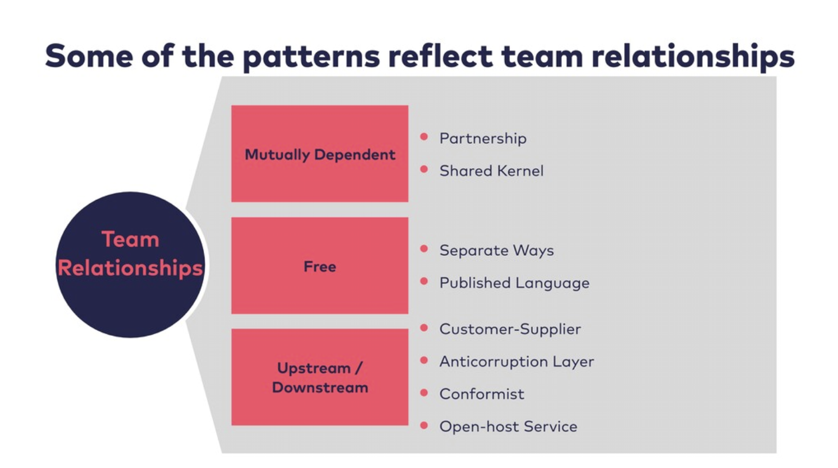 Some of the patterns reflect team relationships
Team
Relationships
Mutually Dependent
Partnership
Shared Kernel
Free
Separate Ways
Published Language
Upstream /
Downstream
Customer-Supplier
Anticorruption Layer
Conformist
Open-host Service